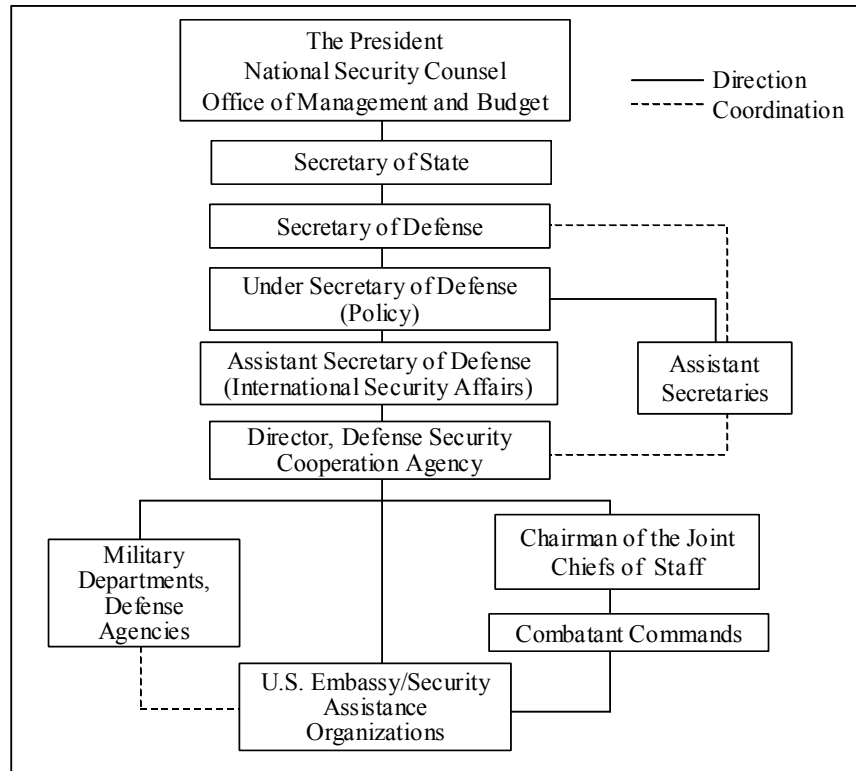 The President
National Security Counsel
Office of Management and Budget
Direction
Coordination
Secretary of State
Secretary of Defense
Under Secretary of Defense
(Policy)
Assistant Secretary of Defense
(International Security Affairs)
Assistant
Secretaries
Director, Defense Security
Cooperation Agency
Military
Departments,
Defense
Agencies
Chairman of the Joint
Chiefs of Staff
Combatant Commands
U.S. Embassy/Security
Assistance
Organizations